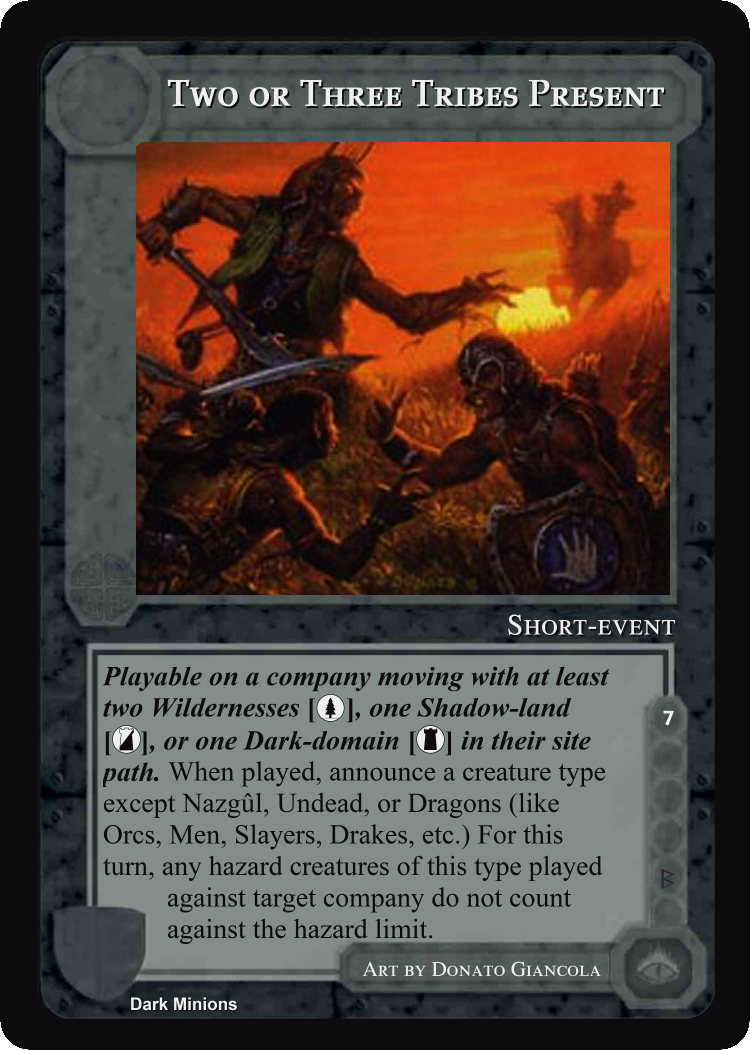 Two or Three Tribes Present
Short-event
Playable on a company moving with at least
two Wildernesses [ ], one Shadow-land
[ ], or one Dark-domain [ ] in their site
path. When played, announce a creature type
except Nazgûl, Undead, or Dragons (like
Orcs, Men, Slayers, Drakes, etc.) For this
turn, any hazard creatures of this type played
against target company do not count
against the hazard limit.
7
Art by Donato Giancola
Dark Minions